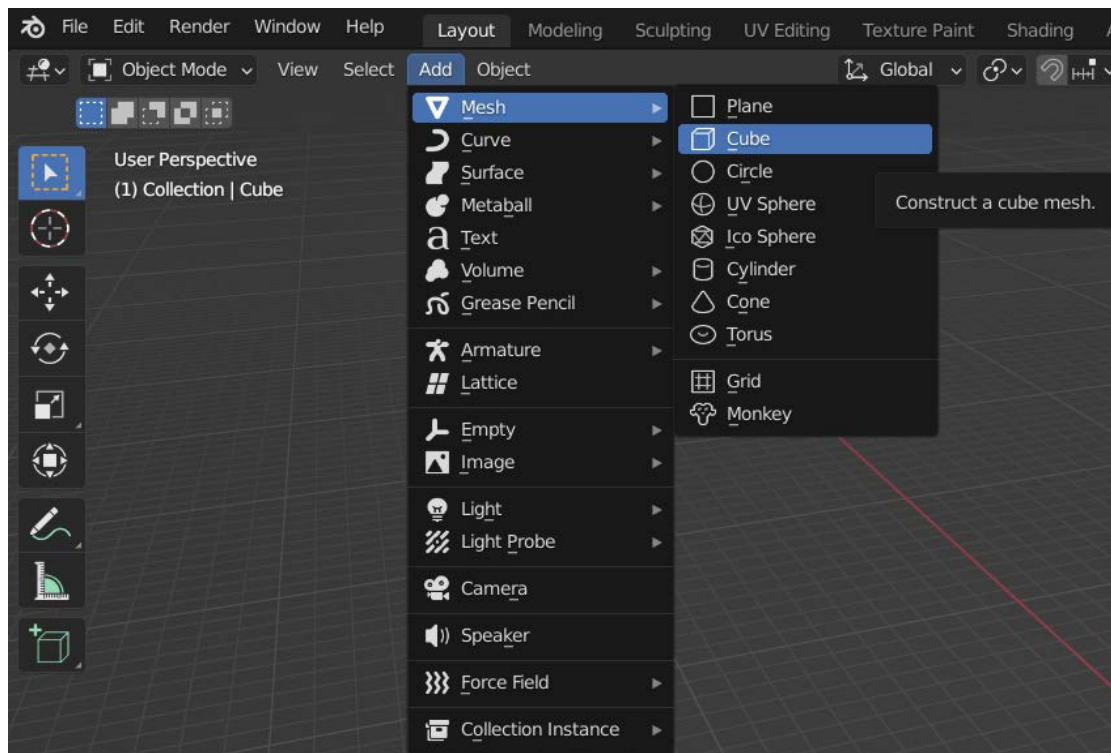 File Edit Render Window Help Layout Modeling Sculpting UV Editing Texture Paint Shading
Object Mode View Select Add Object Global
User Perspective
(1) Collection | Cube
Mesh
Curve
Surface
Metaball
Text
Volume
Grease Pencil
Armature
Lattice
Empty
Image
Light
Light Probe
Camera
Speaker
Force Field
Collection Instance
Plane
Cube
Circle
UV Sphere
Ico Sphere
Cylinder
Cone
Torus
Grid
Monkey
Construct a cube mesh.